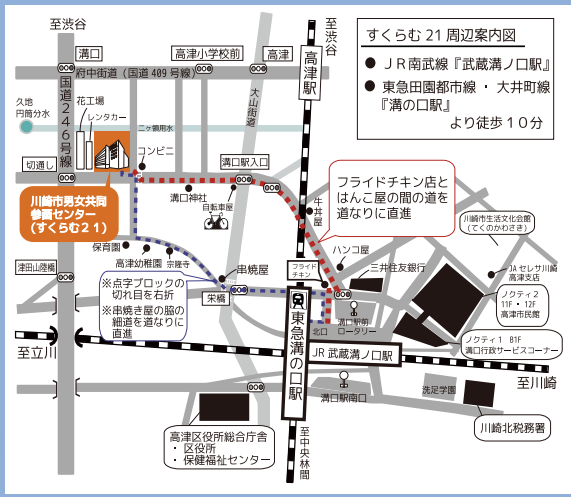 至渋谷
溝口
高津小学校前
高津
至渋谷
府中街道（国道409号線）
高津駅
すくらむ21周辺案内図
● JR南武線『武蔵溝ノ口駅』
● 東急田園都市線・大井町線
『溝の口駅』
より徒歩10分
国道246号線
大山街道
久地
円筒分水
花工場
レンタカー
二ヶ領用水
コンビニ
切通し
溝口駅入口
溝口神社
自転車屋
牛丼屋
フライドチキン店と
はんこ屋の間の道を
道なりに直進
川崎市男女共同
参画センター
(すくらむ21)
川崎市生活文化会館
(てくのかわさき)
保育園
高津幼稚園
宗隆寺
ハンコ屋
津田山陸橋
串焼屋
フライド
チキン
三井住友銀行
JAセレサ川崎
高津支店
※点字ブロックの
切れ目を右折
※串焼き屋の脇の
細道を道なりに
直進
栄橋
溝口駅前
ロータリー
ノクティ2
11F・12F
高津市民館
北口
東急溝の口駅
JR武蔵溝ノ口駅
ノクティ1 B1F
溝口行政サービスコーナー
至立川
至川崎
溝口駅南口
洗足学園
川崎北税務署
高津区役所総合庁舎
・区役所
・保健福祉センター
至中央林間